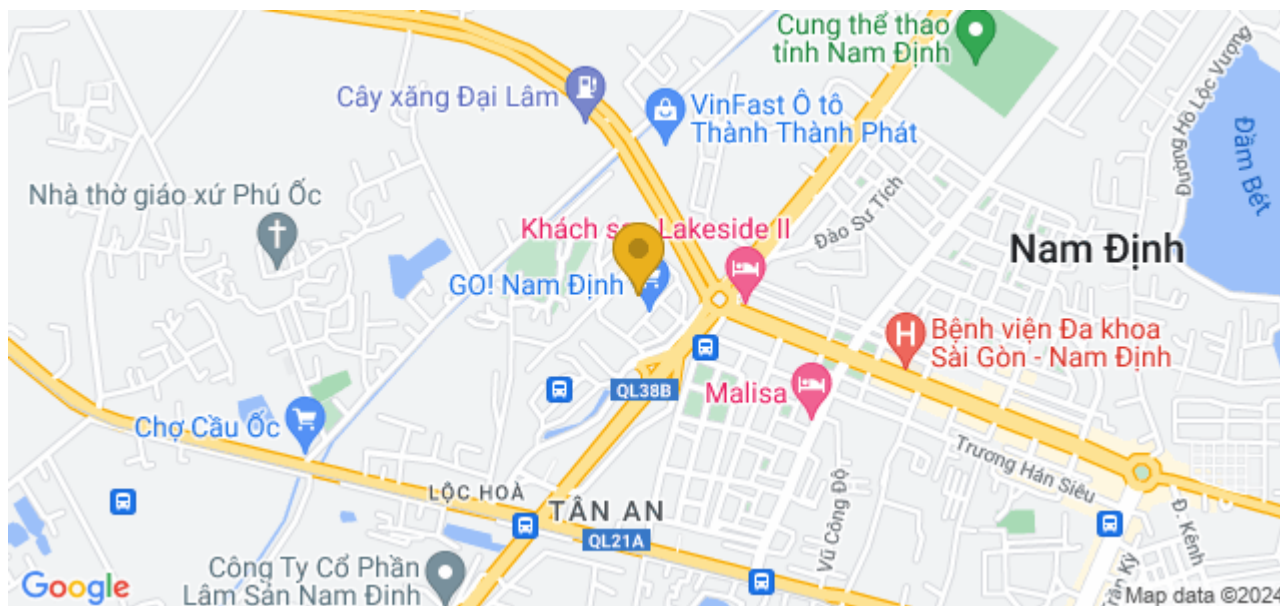 Cung thể thao
tỉnh Nam Định
Cây xăng Đại Lâm
VinFast Ô tô
Thành Thành Phát
Đường Hồ Lộc Vượng
Đầm Bét
Nhà thờ giáo xứ Phú Ốc
Đào Sư Tích
Khách Lakeside II
Nam Định
GO! Nam Định
H
Bệnh viện Đa khoa
Sài Gòn - Nam Định
QL38B
Malisa
Chợ Cầu Ốc
Trương Hán Siêu
LỘC HOÀ
TÂN AN
Vũ Công Độ
Đ. Kênh
QL21A
Công Ty Cổ Phần
Lâm Sản Nam Định
Google
Map data ©2024